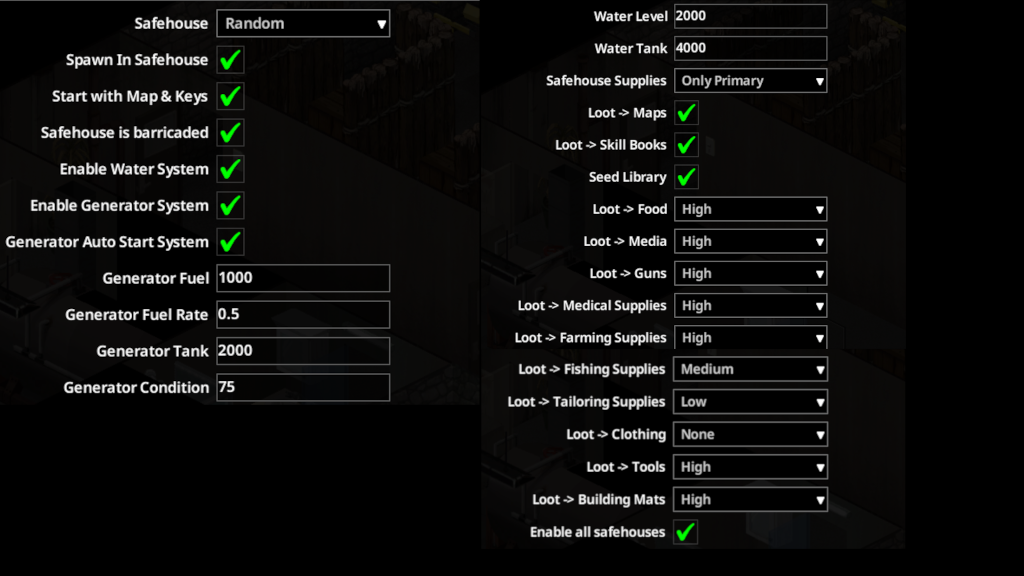 Safehouse Random
Spawn In Safehouse
Start with Map & Keys
Safehouse is barricaded
Enable Water System
Enable Generator System
Generator Auto Start System
Generator Fuel 1000
Generator Fuel Rate 0.5
Generator Tank 2000
Generator Condition 75
Water Level 2000
Water Tank 4000
Safehouse Supplies Only Primary
Loot -> Maps
Loot -> Skill Books
Seed Library
Loot -> Food High
Loot -> Media High
Loot -> Guns High
Loot -> Medical Supplies High
Loot -> Farming Supplies High
Loot -> Fishing Supplies Medium
Loot -> Tailoring Supplies Low
Loot -> Clothing None
Loot -> Tools High
Loot -> Building Mats High
Enable all safehouses